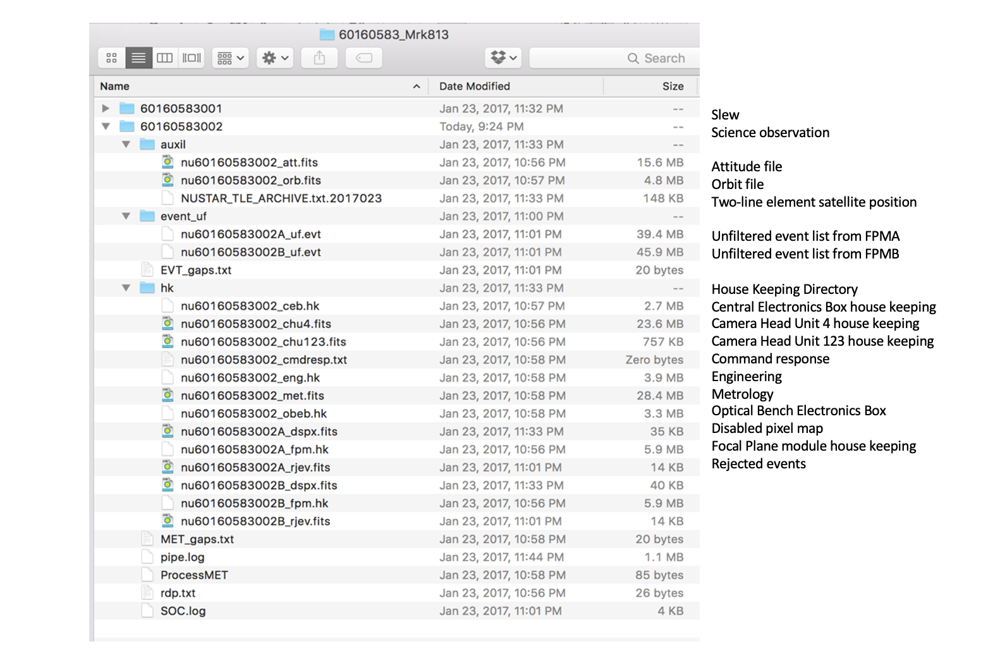 60160583_Mrk813
Search
Name Date Modified Size
60160583001 Jan 23, 2017, 11:32 PM -- Slew
60160583002 Today, 9:24 PM -- Science observation
auxil Jan 23, 2017, 11:33 PM --
nu60160583002_att.fits Jan 23, 2017, 10:56 PM 15.6 MB Attitude file
nu60160583002_orb.fits Jan 23, 2017, 10:57 PM 4.8 MB Orbit file
NUSTAR_TLE_ARCHIVE.txt.2017023 Jan 23, 2017, 11:33 PM 148 KB Two-line element satellite position
event_uf Jan 23, 2017, 11:00 PM --
nu60160583002A_uf.evt Jan 23, 2017, 11:01 PM 39.4 MB Unfiltered event list from FPMA
nu60160583002B_uf.evt Jan 23, 2017, 11:01 PM 45.9 MB Unfiltered event list from FPMB
EVT_gaps.txt Jan 23, 2017, 11:01 PM 20 bytes
hk Jan 23, 2017, 11:33 PM -- House Keeping Directory
nu60160583002_ceb.hk Jan 23, 2017, 10:57 PM 2.7 MB Central Electronics Box house keeping
nu60160583002_chu4.fits Jan 23, 2017, 10:56 PM 23.6 MB Camera Head Unit 4 house keeping
nu60160583002_chu123.fits Jan 23, 2017, 10:56 PM 757 KB Camera Head Unit 123 house keeping
nu60160583002_cmdresp.txt Jan 23, 2017, 10:58 PM Zero bytes Command response
nu60160583002_eng.hk Jan 23, 2017, 10:58 PM 3.9 MB Engineering
nu60160583002_met.fits Jan 23, 2017, 10:58 PM 28.4 MB Metrology
nu60160583002_obeb.hk Jan 23, 2017, 10:58 PM 3.3 MB Optical Bench Electronics Box
nu60160583002A_dspx.fits Jan 23, 2017, 11:33 PM 35 KB Disabled pixel map
nu60160583002A_fpm.hk Jan 23, 2017, 10:56 PM 5.9 MB Focal Plane module house keeping
nu60160583002A_rjev.fits Jan 23, 2017, 11:01 PM 14 KB Rejected events
nu60160583002B_dspx.fits Jan 23, 2017, 11:33 PM 40 KB
nu60160583002B_fpm.hk Jan 23, 2017, 10:56 PM 5.9 MB
nu60160583002B_rjev.fits Jan 23, 2017, 11:01 PM 14 KB
MET_gaps.txt Jan 23, 2017, 10:58 PM 20 bytes
pipe.log Jan 23, 2017, 11:44 PM 1.1 MB
ProcessMET Jan 23, 2017, 10:58 PM 85 bytes
rdp.txt Jan 23, 2017, 10:56 PM 26 bytes
SOC.log Jan 23, 2017, 11:01 PM 4 KB